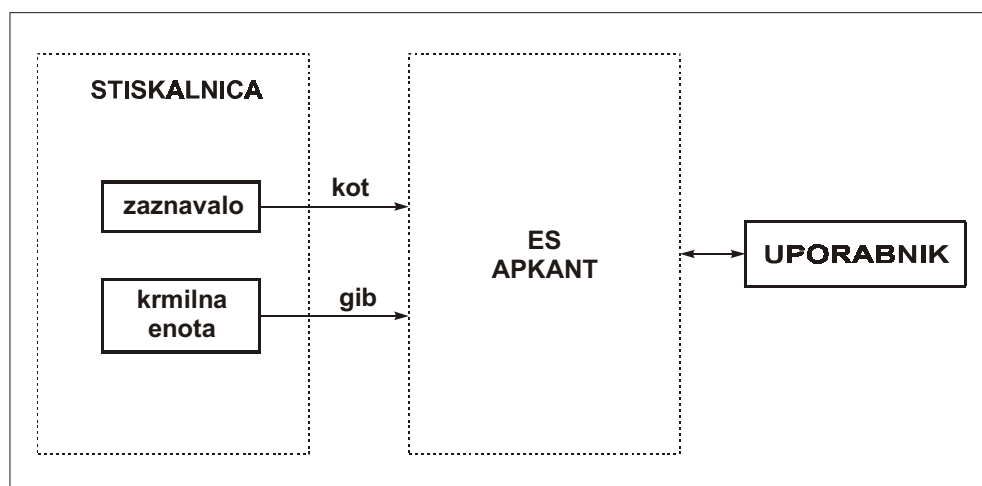 STISKALNICA
zaznavalo
kot
krmilna
enota
gib
ES
APKANT
UPORABNIK